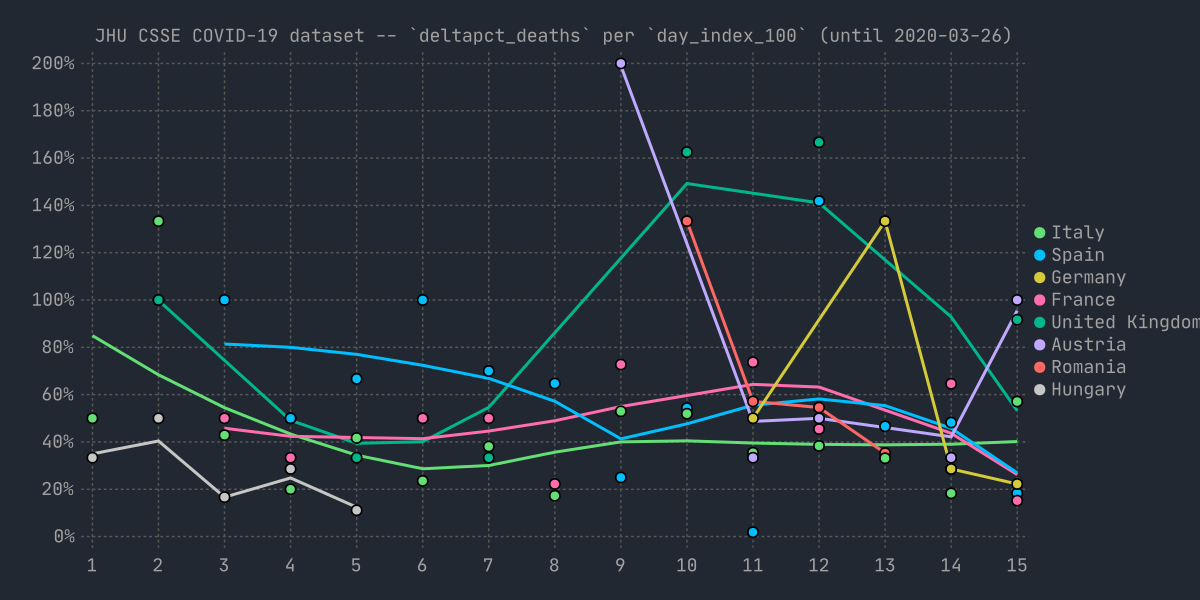 JHU CSSE COVID-19 dataset -- `deltapct_deaths` per `day_index_100` (until 2020-03-26)
200%
180%
160%
140%
120%
100%
80%
60%
40%
20%
0%
1 2 3 4 5 6 7 8 9 10 11 12 13 14 15
Italy
Spain
Germany
France
United Kingdom
Austria
Romania
Hungary